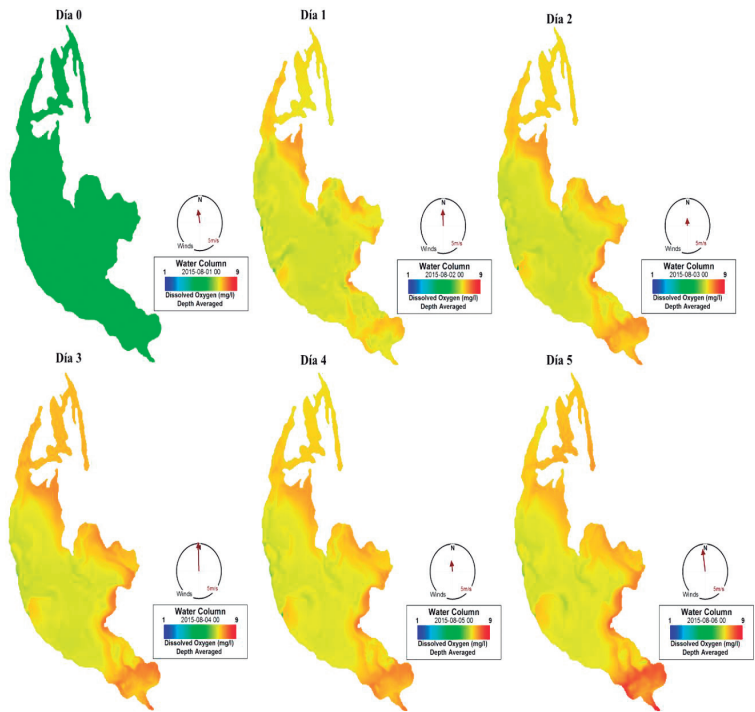 Día 0
N
Winds
5m/s
Water Column
1 2015-08-01 00 9
Dissolved Oxygen (mg/l)
Depth Averaged
Día 1
N
Winds
5m/s
Water Column
1 2015-08-02 00 9
Dissolved Oxygen (mg/l)
Depth Averaged
Día 2
N
Winds
5m/s
Water Column
1 2015-08-03 00 9
Dissolved Oxygen (mg/l)
Depth Averaged
Día 3
N
Winds
5m/s
Water Column
1 2015-08-04 00 9
Dissolved Oxygen (mg/l)
Depth Averaged
Día 4
N
Winds
5m/s
Water Column
1 2015-08-05 00 9
Dissolved Oxygen (mg/l)
Depth Averaged
Día 5
N
Winds
5m/s
Water Column
1 2015-08-06 00 9
Dissolved Oxygen (mg/l)
Depth Averaged